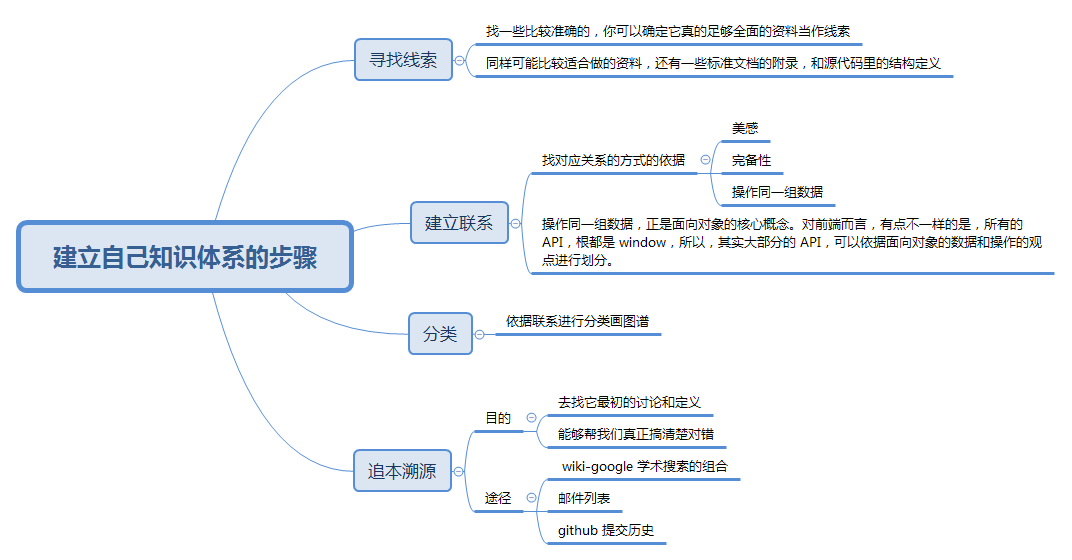 建立自己知识体系的步骤
寻找线索
找一些比较准确的，你可以确定它真的足够全面的资料当作线索
同样可能比较适合做的资料，还有一些标准文档的附录，和源代码里的结构定义
建立联系
找对应关系的方式的依据
美感
完备性
操作同一组数据
操作同一组数据，正是面向对象的核心概念。对前端而言，有点不一样的是，所有的
API，根都是 window，所以，其实大部分的 API，可以依据面向对象的数据和操作的观
点进行划分。
分类
依据联系进行分类画图谱
追本溯源
目的
去找它最初的讨论和定义
能够帮我们真正搞清楚对错
途径
wiki-google 学术搜索的组合
邮件列表
github 提交历史